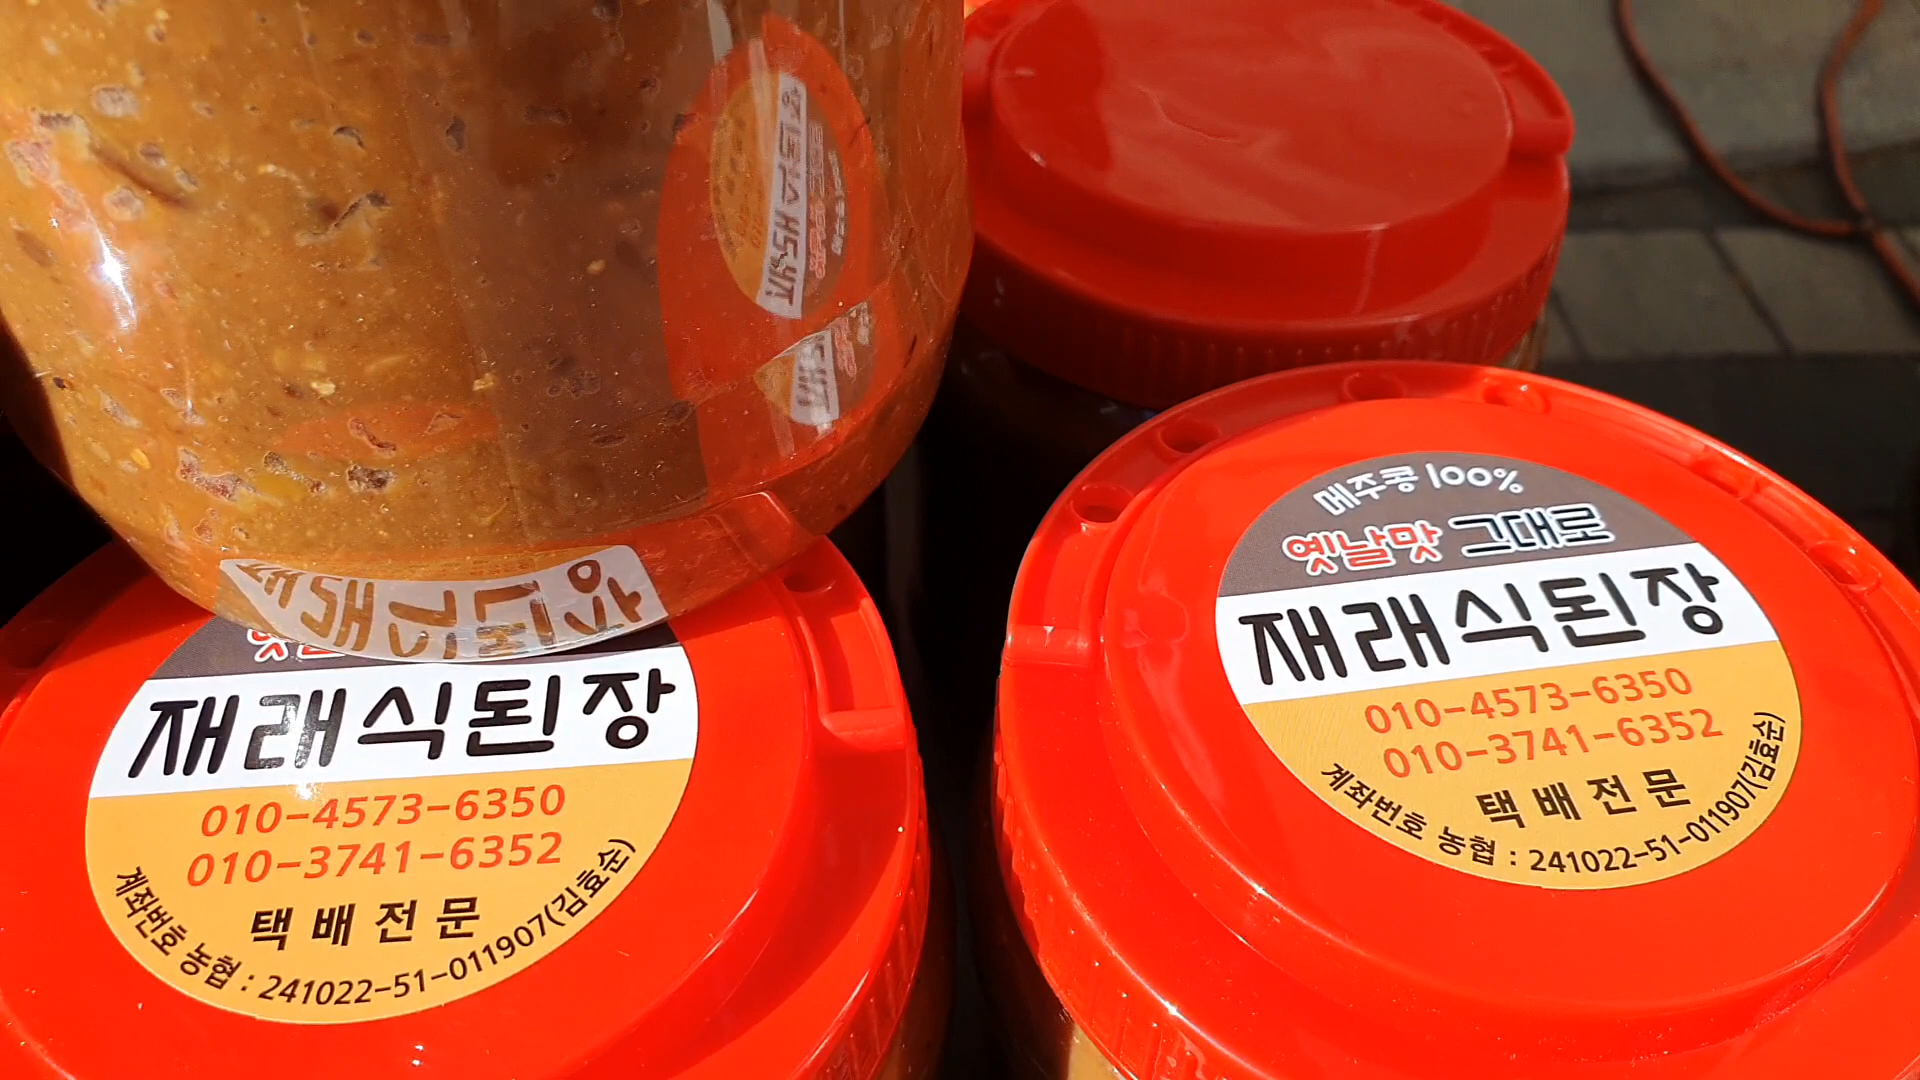 재래식된장
010-4573-6350
010-3741-6352
택배전문
계좌번호 농협 : 241022-51-011907(김효순)
메주콩 100%
옛날맛 그대로
재래식된장
010-4573-6350
010-3741-6352
택배전문
계좌번호 농협 : 241022-51-011907(김효순)